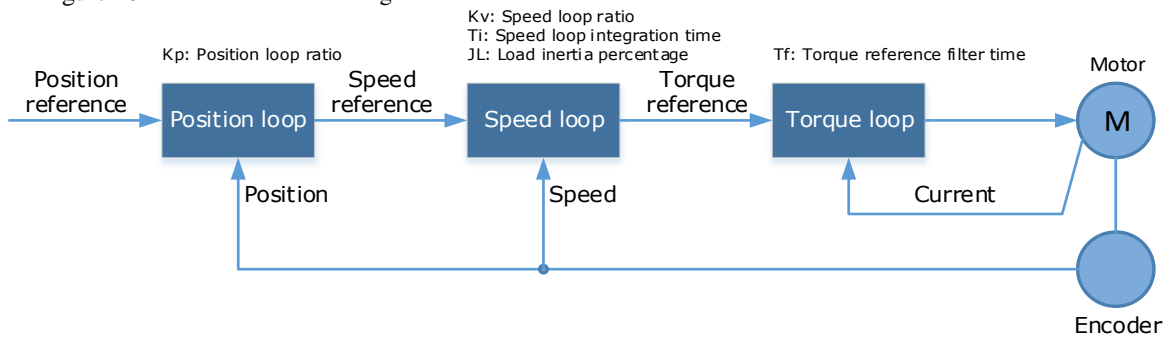 Kv: Speed loop ratio
Ti: Speed loop integration time
Kp: Position loop ratio
JL: Load inertia percentage
Tf: Torque reference filter time
Position
reference
Speed
reference
Torque
reference
Motor
Position loop
Speed loop
Torque loop
M
Position
Speed
Current
Encoder